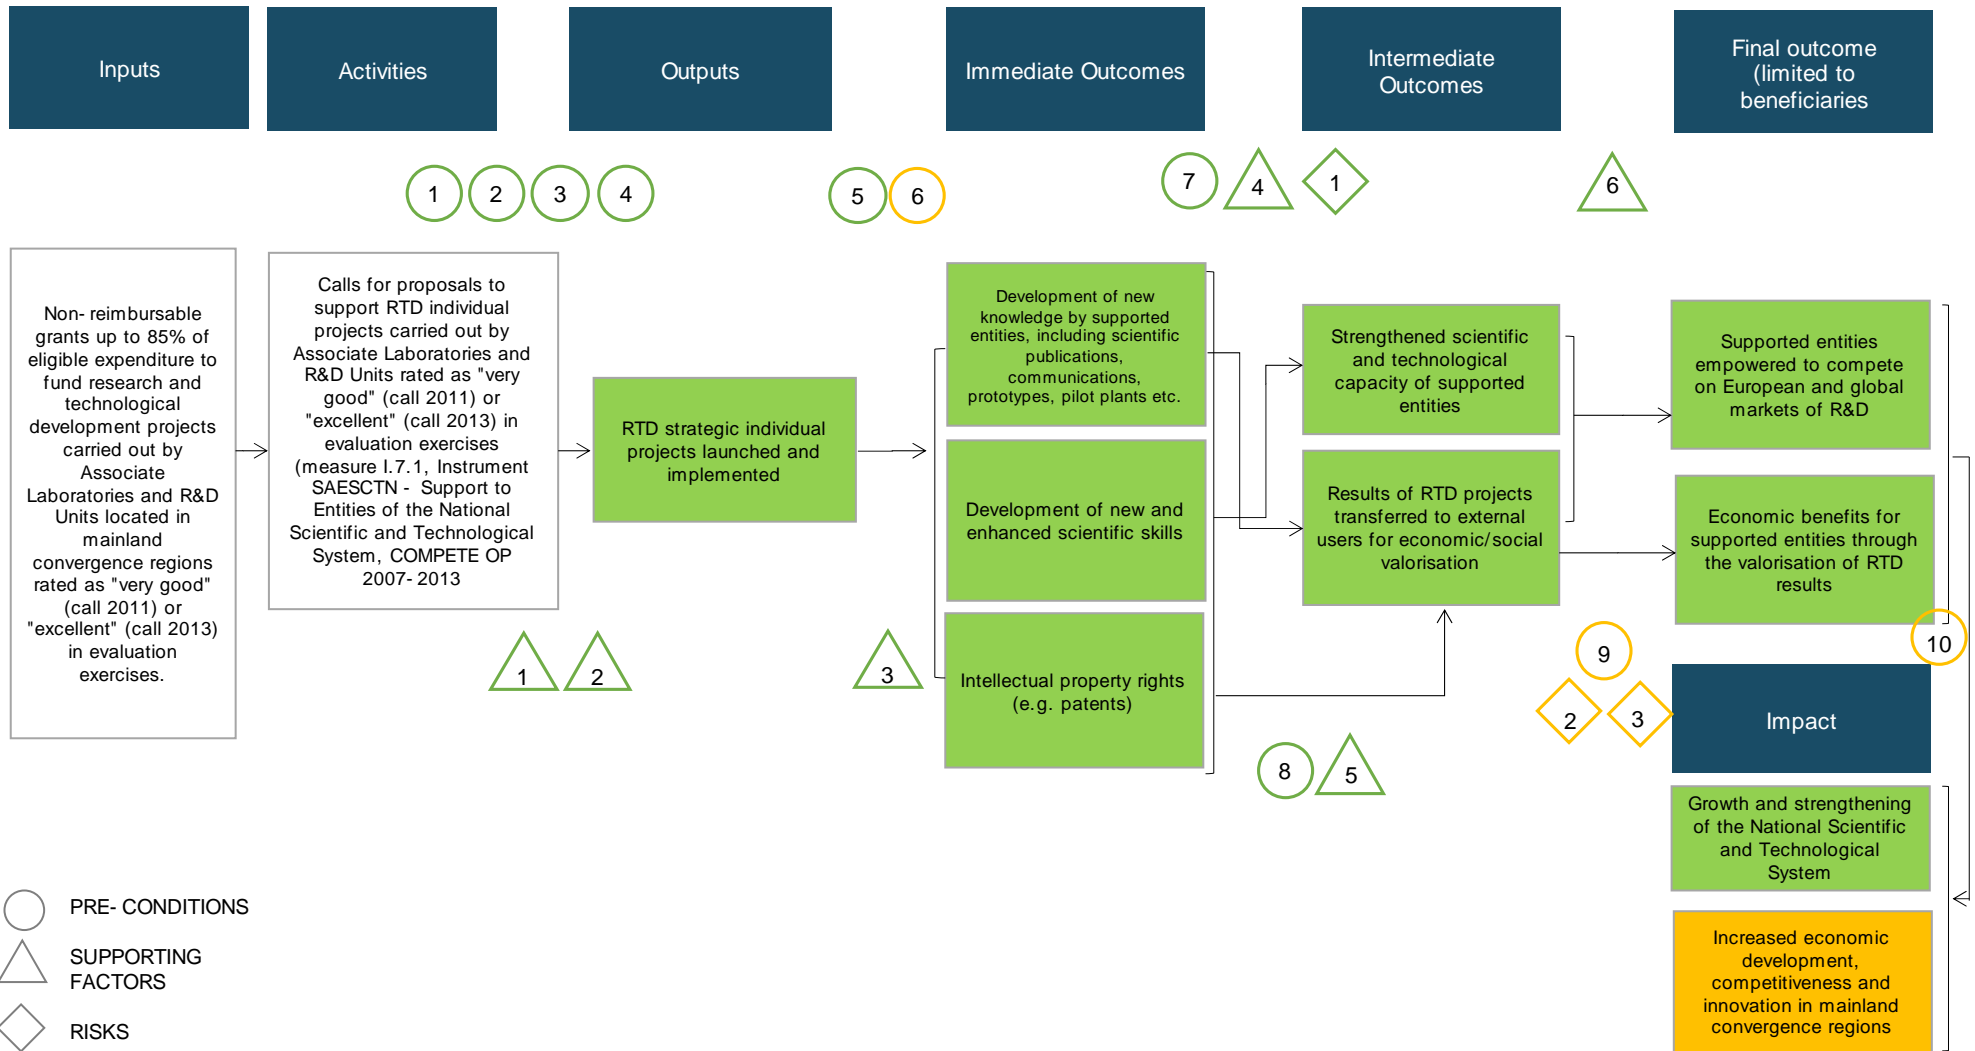 Inputs
Activities
Outputs
Immediate Outcomes
Intermediate
Outcomes
Final outcome
(limited to
beneficiaries
1
2
3
4
5
6
7
4
1
6
Non- reimbursable
grants up to 85% of
eligible expenditure to
fund research and
technological
development projects
carried out by
Associate
Laboratories and R&D
Units located in
mainland
convergence regions
rated as "very good"
(call 2011) or
"excellent" (call 2013)
in evaluation
exercises.
Calls for proposals to
support RTD individual
projects carried out by
Associate Laboratories and
R&D Units rated as "very
good" (call 2011) or
"excellent" (call 2013) in
evaluation exercises
(measure I.7.1, Instrument
SAESCTN - Support to
Entities of the National
Scientific and Technological
System, COMPETE OP
2007- 2013
RTD strategic individual
projects launched and
implemented
Development of new
knowledge by supported
entities, including scientific
publications,
communications,
prototypes, pilot plants etc.
Development of new and
enhanced scientific skills
Intellectual property rights
(e.g. patents)
Strengthened scientific
and technological
capacity of supported
entities
Results of RTD projects
transferred to external
users for economic/social
valorisation
Supported entities
empowered to compete
on European and global
markets of R&D
Economic benefits for
supported entities through
the valorisation of RTD
results
1
2
3
8
5
9
2
3
10
Impact
Growth and strengthening
of the National Scientific
and Technological
System
Increased economic
development,
competitiveness and
innovation in mainland
convergence regions
PRE- CONDITIONS
SUPPORTING
FACTORS
RISKS